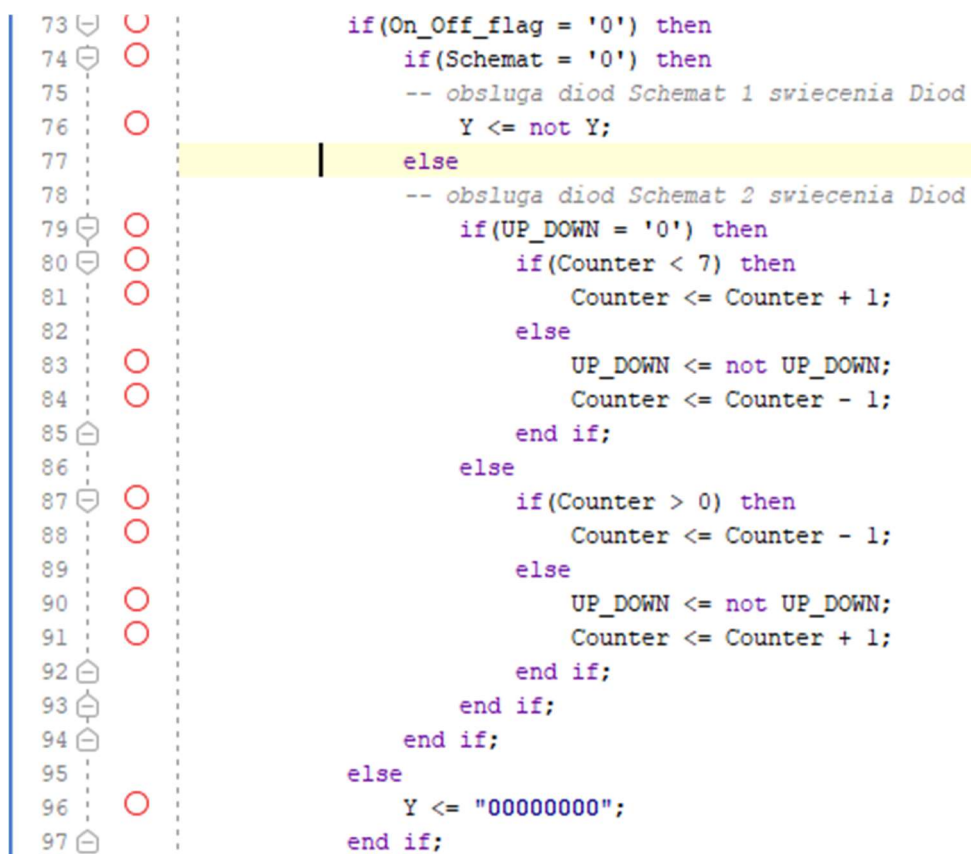 73 if(On_Off_flag = '0') then
74 if(Schemat = '0') then
75 -- obsluga diod Schemat 1 swiecenia Diod
76 Y <= not Y;
77 else
78 -- obsluga diod Schemat 2 swiecenia Diod
79 if(UP_DOWN = '0') then
80 if(Counter < 7) then
81 Counter <= Counter + 1;
82 else
83 UP_DOWN <= not UP_DOWN;
84 Counter <= Counter - 1;
85 end if;
86 else
87 if(Counter > 0) then
88 Counter <= Counter - 1;
89 else
90 UP_DOWN <= not UP_DOWN;
91 Counter <= Counter + 1;
92 end if;
93 end if;
94 end if;
95 else
96 Y <= "00000000";
97 end if;